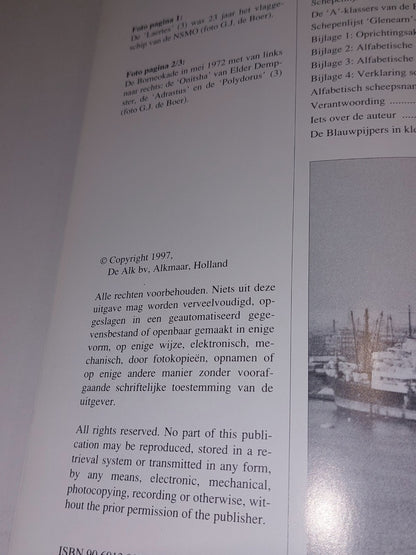 Foto pagina 1:
De 'Laertes' (3) was 23 jaar het vlagge-
schip van de NSMO (foto G.J. de Boer).
Foto pagina 2/3:
De Borneokade in mei 1972 met van links
naar rechts: de 'Onitsha' van Elder Demp-
ster, de 'Adrastus' en de 'Polydorus' (3)
(foto G.J. de Boer).
© Copyright 1997,
De Alk bv, Alkmaar, Holland
Alle rechten voorbehouden. Niets uit deze
uitgave mag worden verveelvoudigd, op-
geslagen in een geautomatiseerd gege-
vensbestand of openbaar gemaakt in enige
vorm, op enige wijze, elektronisch, me-
chanisch, door fotokopieën, opnamen of
op enige andere manier zonder vooraf-
gaande schriftelijke toestemming van de
uitgever.
All rights reserved. No part of this publi-
cation may be reproduced, stored in a re-
trieval system or transmitted in any form,
by any means, electronic, mechanical,
photocopying, recording or otherwise, wit-
hout the prior permission of the publisher.
ISBN 90
De 'A'-klassers van de
Schepenlijst 'Glenearn'
Bijlage 1: Oprichtingsak
Bijlage 2: Alfabetische
Bijlage 3: Alfabetische
Bijlage 4: Verklaring
Alfabetisch scheepsnam
Verantwoording
Iets over de auteur
De Blauwpijpers in kle